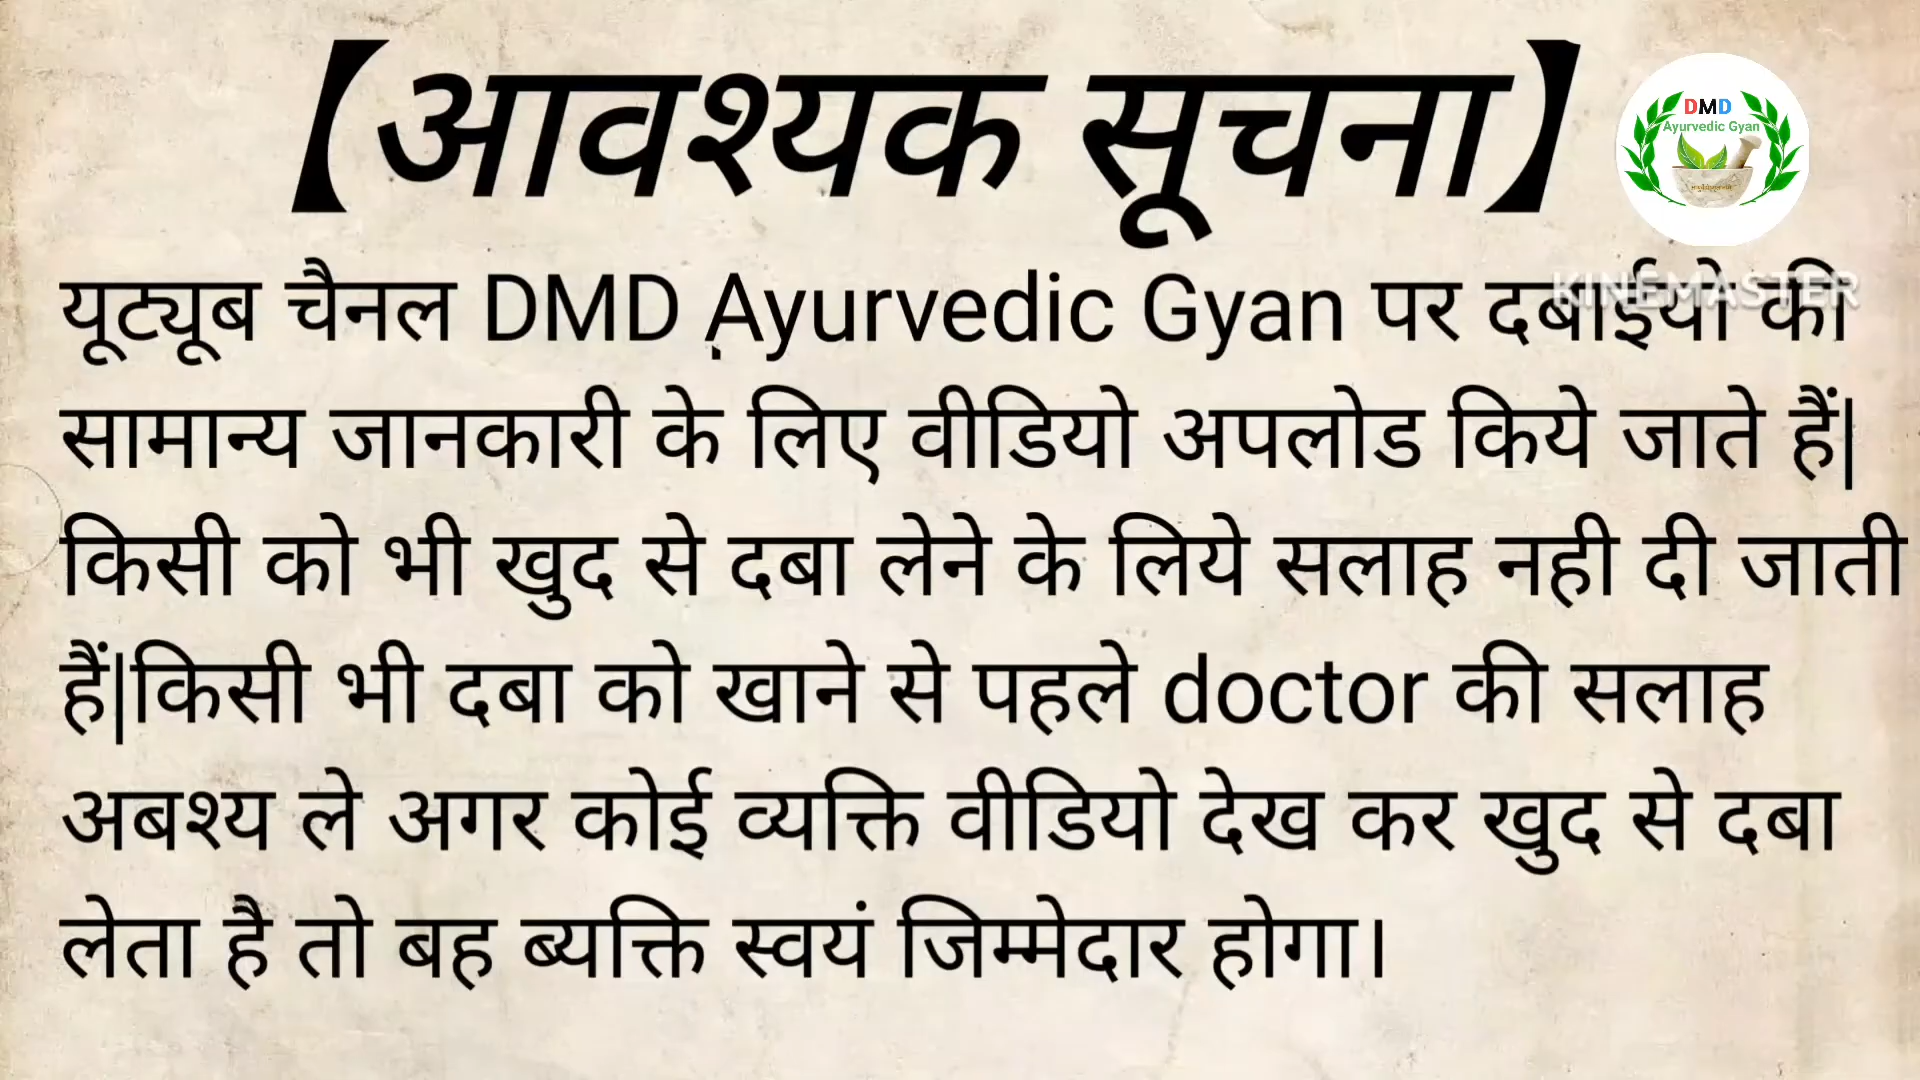 【आवश्यक सूचना】
DMD
Ayurvedic Gyan
KINEMASTER
यूट्यूब चैनल DMD Ayurvedic Gyan पर दबाईयो की
सामान्य जानकारी के लिए वीडियो अपलोड किये जाते हैं|
किसी को भी खुद से दबा लेने के लिये सलाह नही दी जाती
हैं|किसी भी दबा को खाने से पहले doctor की सलाह
अबश्य ले अगर कोई व्यक्ति वीडियो देख कर खुद से दबा
लेता है तो बह ब्यक्ति स्वयं जिम्मेदार होगा।